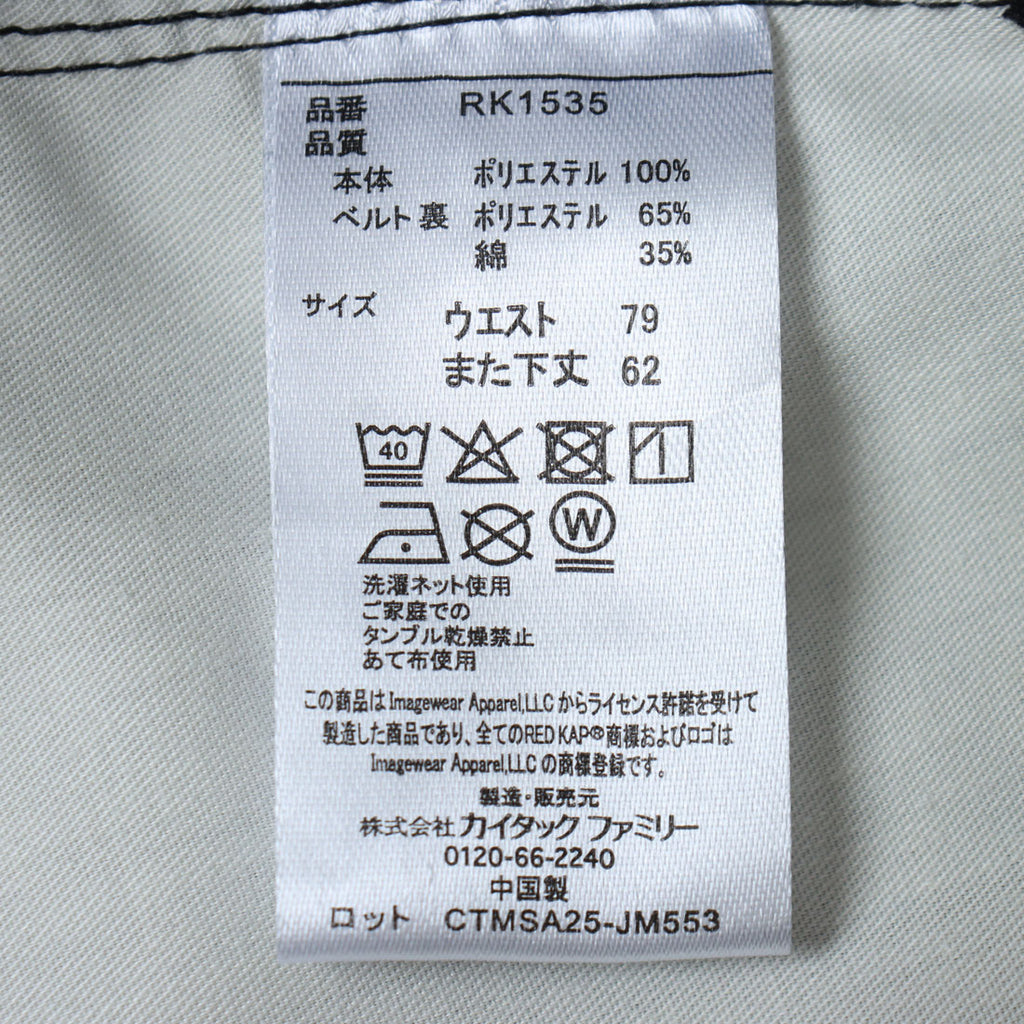 品番 RK1535
品質
本体 ポリエステル 100%
ベルト裏 ポリエステル 65%
綿 35%
サイズ ウエスト 79
また下丈 62
40
W
洗濯ネット使用
ご家庭での
タンブル乾燥禁止
あて布使用
この商品はImagewear Apparel,LLCからライセンス許諾を受けて
製造した商品であり、全てのRED KAP®商標およびロゴは
Imagewear Apparel,LLCの商標登録です。
製造・販売元
株式会社カイタックファミリー
0120-66-2240
中国製
ロット CTMSA25-JM553